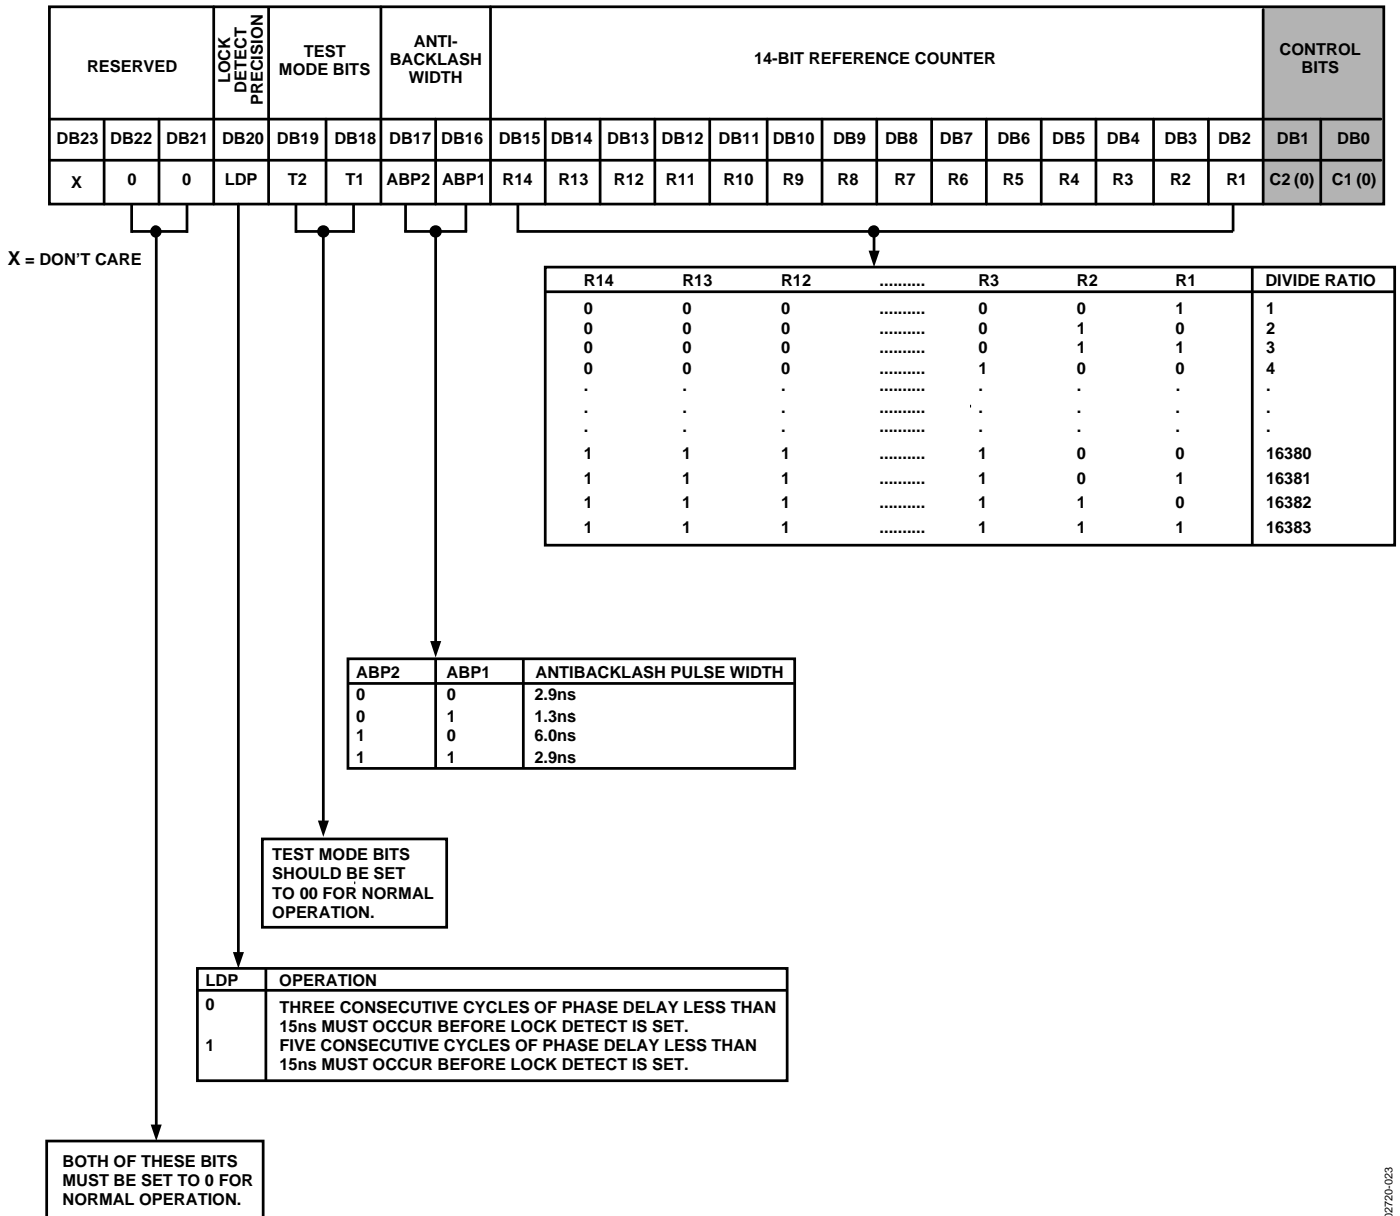 RESERVED
LOCK
DETECT
PRECISION
TEST
MODE BITS
ANTI-
BACKLASH
WIDTH
14-BIT REFERENCE COUNTER
CONTROL
BITS
DB23 DB22 DB21 DB20 DB19 DB18 DB17 DB16 DB15 DB14 DB13 DB12 DB11 DB10 DB9 DB8 DB7 DB6 DB5 DB4 DB3 DB2 DB1 DB0
X 0 0 LDP T2 T1 ABP2 ABP1 R14 R13 R12 R11 R10 R9 R8 R7 R6 R5 R4 R3 R2 R1 C2 (0) C1 (0)
X = DON'T CARE
R14 R13 R12 .......... R3 R2 R1 DIVIDE RATIO
0 0 0 .......... 0 0 1 1
0 0 0 .......... 0 1 0 2
0 0 0 .......... 0 1 1 3
0 0 0 .......... 1 0 0 4
. . . .......... . . . .
. . . .......... . . . .
. . . .......... . . . .
1 1 1 .......... 1 0 0 16380
1 1 1 .......... 1 0 1 16381
1 1 1 .......... 1 1 0 16382
1 1 1 .......... 1 1 1 16383
ABP2 ABP1 ANTIBACKLASH PULSE WIDTH
0 0 2.9ns
0 1 1.3ns
1 0 6.0ns
1 1 2.9ns
TEST MODE BITS
SHOULD BE SET
TO 00 FOR NORMAL
OPERATION.
LDP OPERATION
0 THREE CONSECUTIVE CYCLES OF PHASE DELAY LESS THAN
15ns MUST OCCUR BEFORE LOCK DETECT IS SET.
1 FIVE CONSECUTIVE CYCLES OF PHASE DELAY LESS THAN
15ns MUST OCCUR BEFORE LOCK DETECT IS SET.
BOTH OF THESE BITS
MUST BE SET TO 0 FOR
NORMAL OPERATION.
02720-023